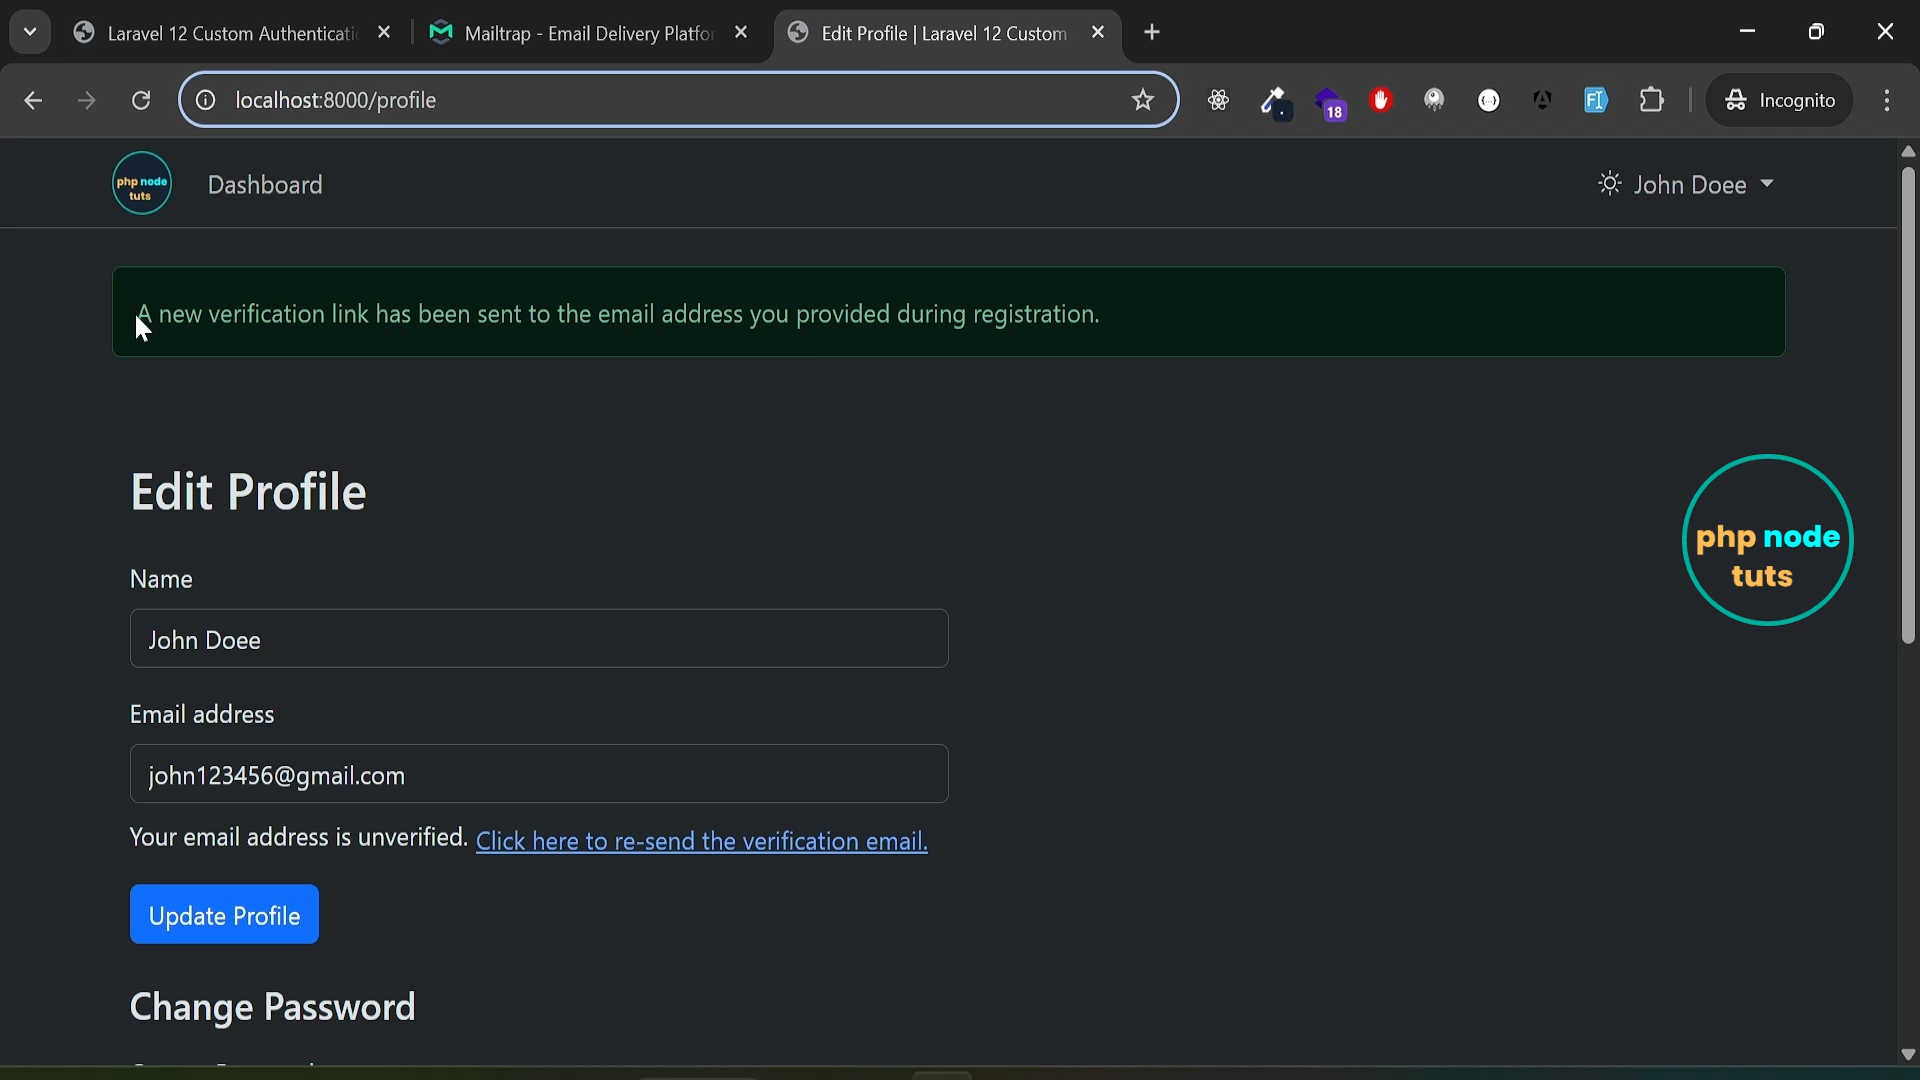 Laravel 12 Custom Authenticati
Mailtrap - Email Delivery Platfor
Edit Profile | Laravel 12 Custom
localhost:8000/profile
18
FI
Incognito
php node
tuts
Dashboard
John Doee
A new verification link has been sent to the email address you provided during registration.
Edit Profile
php node
tuts
Name
John Doee
Email address
john123456@gmail.com
Your email address is unverified. Click here to re-send the verification email.
Update Profile
Change Password